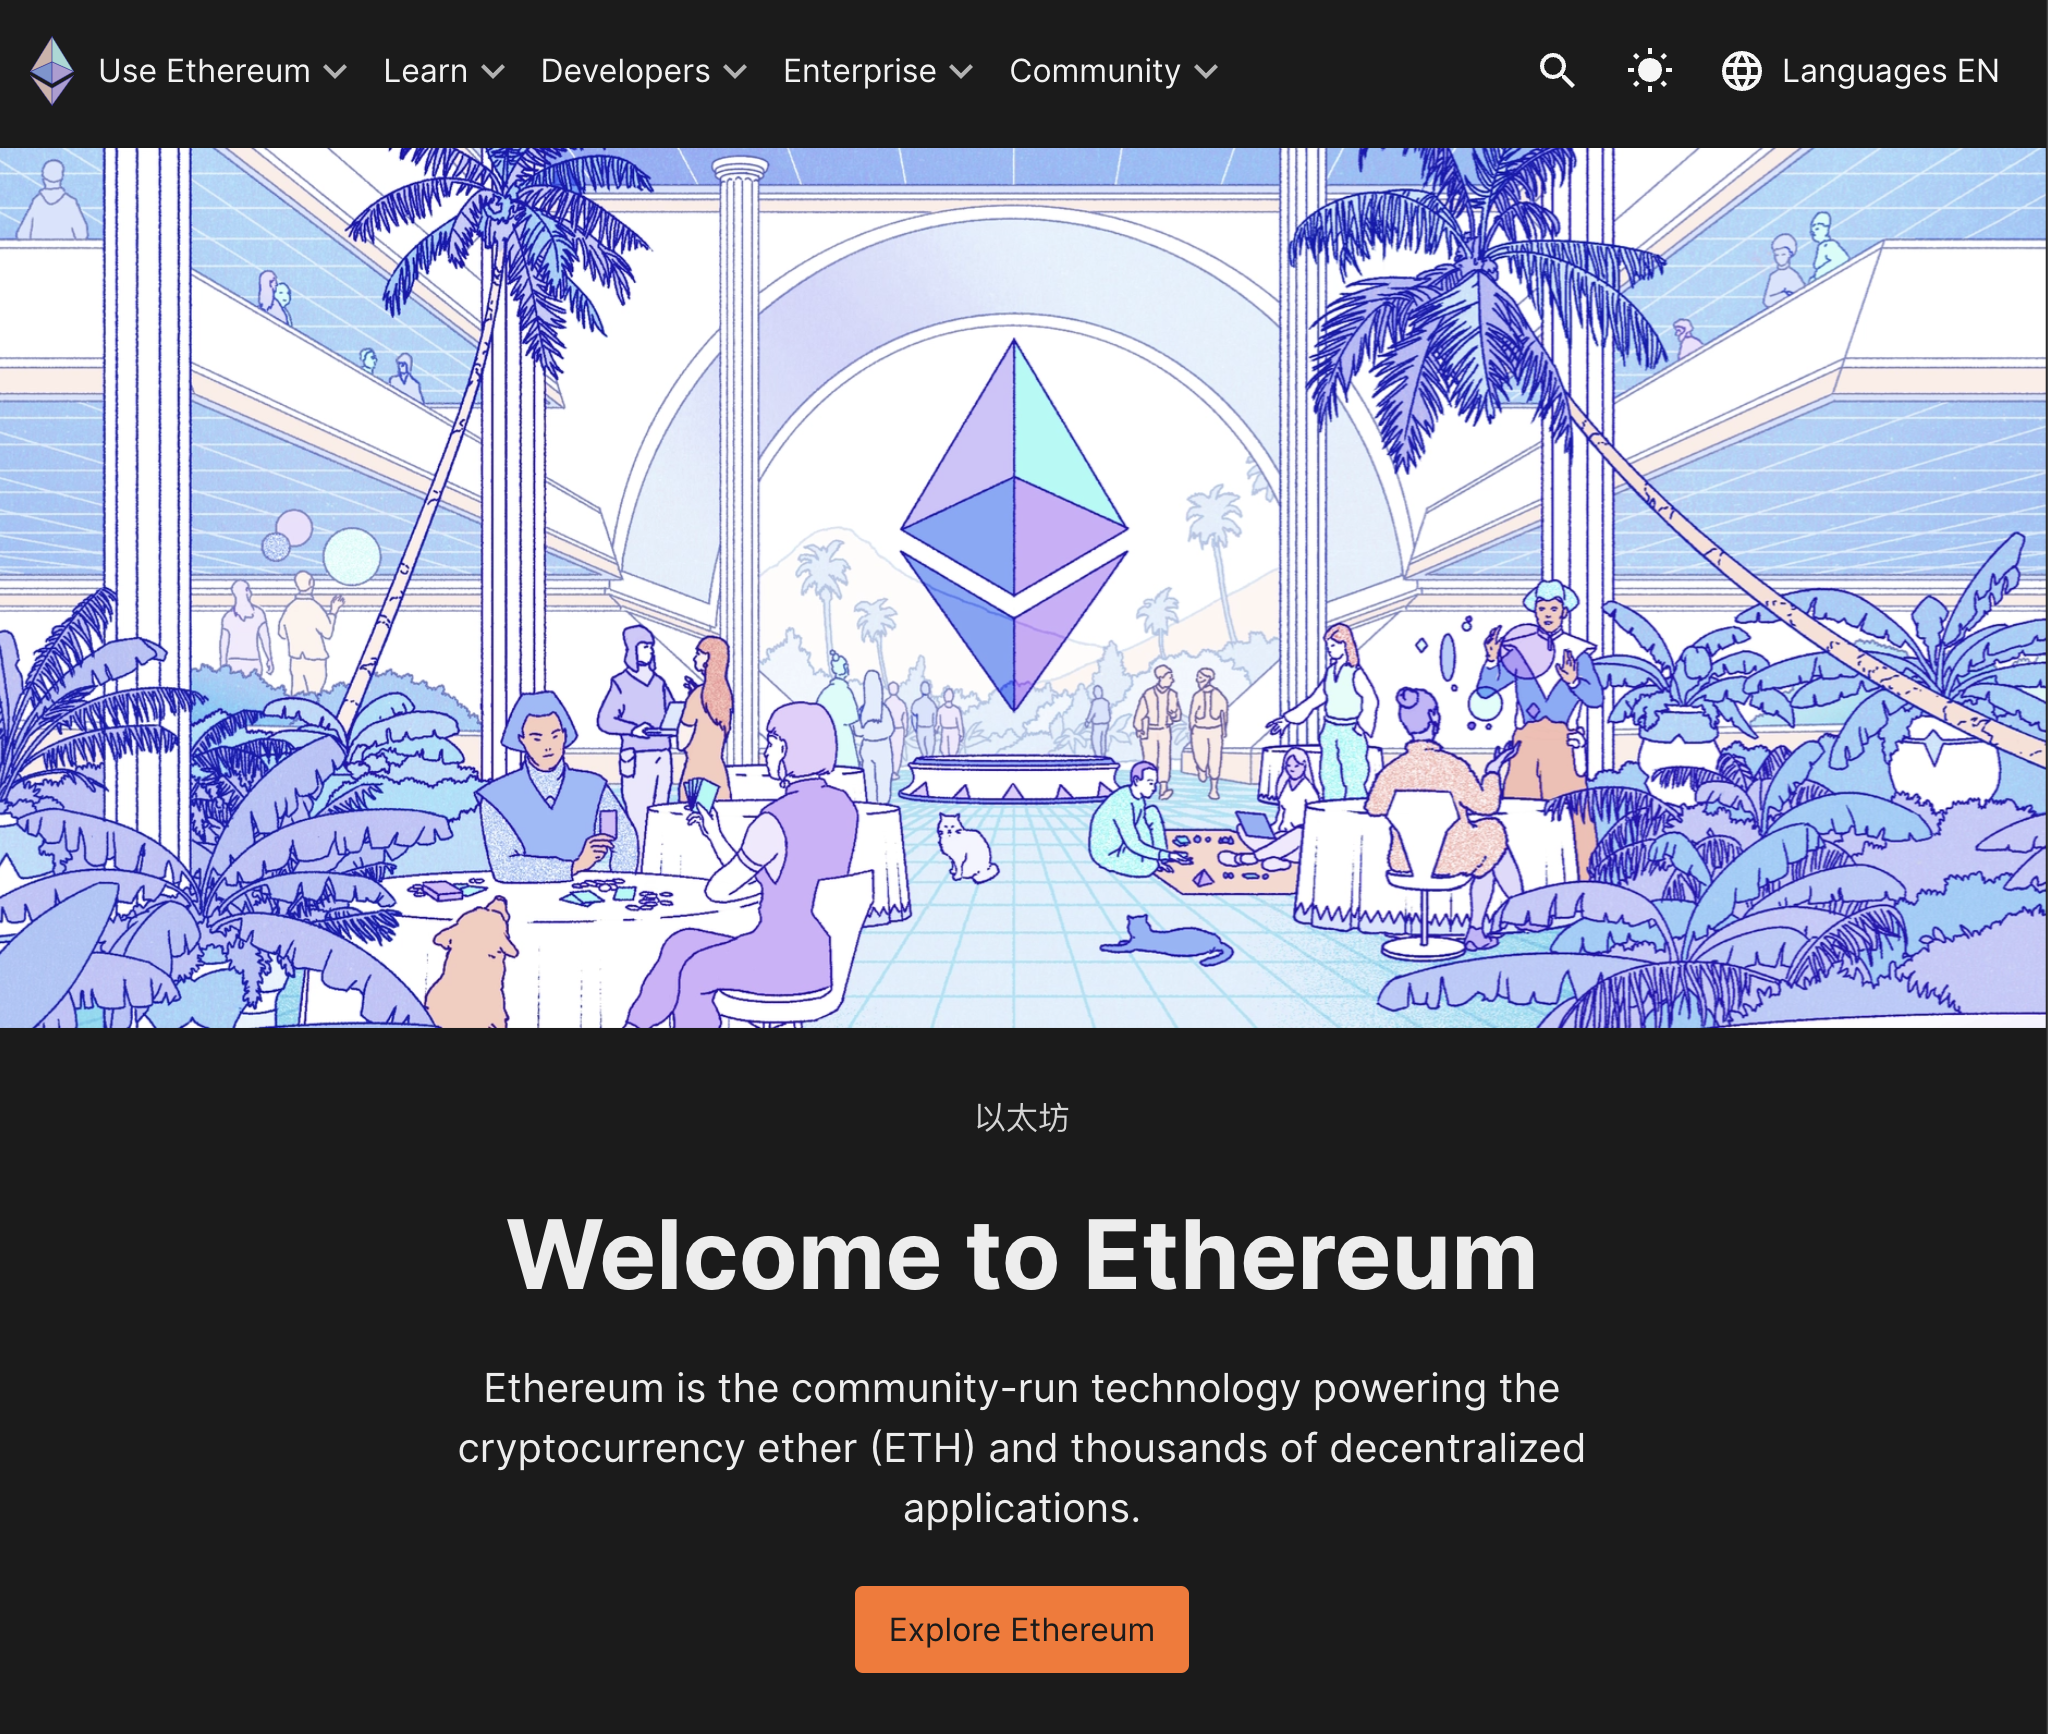 Use Ethereum Learn Developers Enterprise Community Languages EN
以太坊
Welcome to Ethereum
Ethereum is the community-run technology powering the
cryptocurrency ether (ETH) and thousands of decentralized
applications.
Explore Ethereum